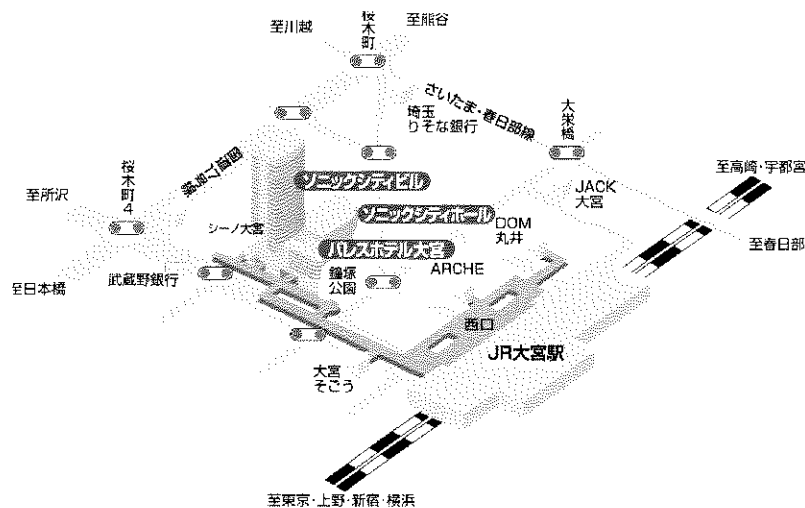 至川越
桜木町
至熊谷
さいたま・春日部線
埼玉
りそな銀行
大栄橋
国道17号線
桜木町4
至所沢
ソニックシティビル
JACK
大宮
至高崎・宇都宮
シーノ大宮
ソニックシティホール
DOM
丸井
至春日部
パレスホテル大宮
ARCHE
武蔵野銀行
至日本橋
鐘塚
公園
西口
JR大宮駅
大宮
そごう
至東京・上野・新宿・横浜